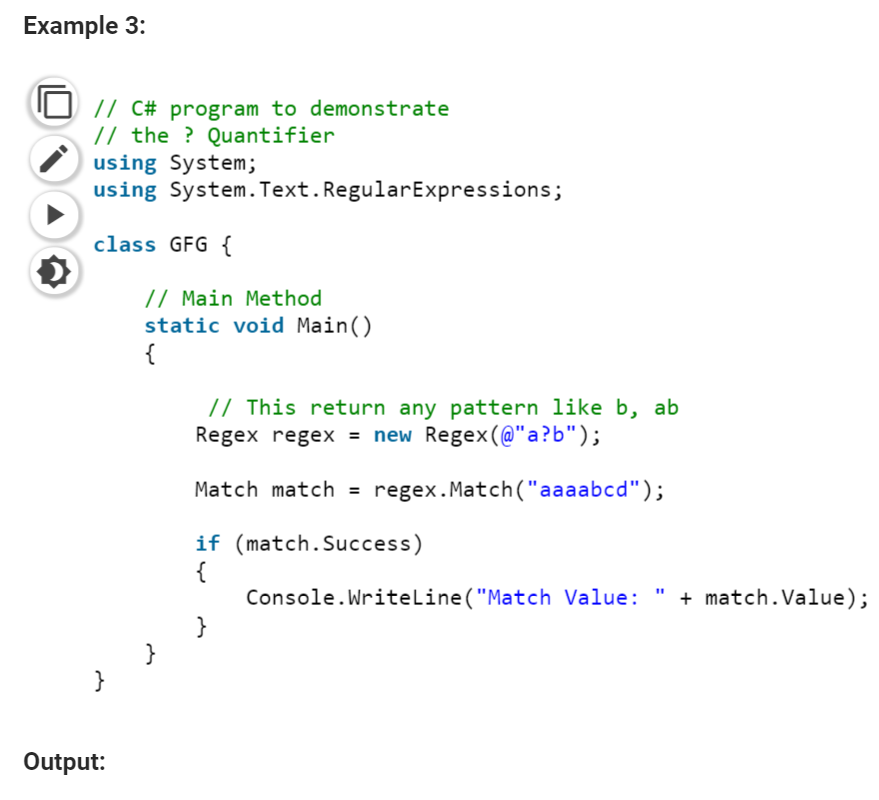 Example 3:
// C# program to demonstrate
// the ? Quantifier
using System;
using System.Text.RegularExpressions;
class GFG {
// Main Method
static void Main()
{
// This return any pattern like b, ab
Regex regex = new Regex(@"a?b");
Match match = regex.Match("aaaabcd");
if (match.Success)
{
Console.WriteLine("Match Value: " + match.Value);
}
}
}
Output: